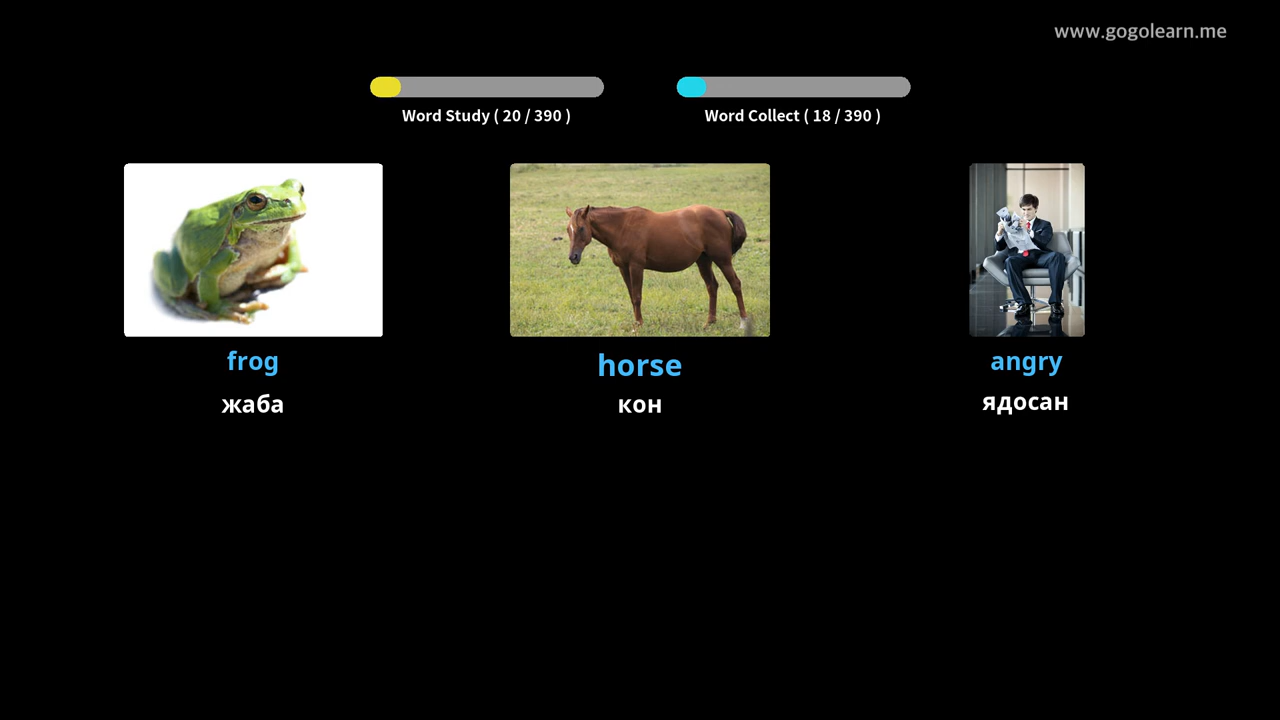 www.gogolearn.me
Word Study ( 20 / 390 )
Word Collect ( 18 / 390 )
frog
horse
angry
жаба
кон
ядосан